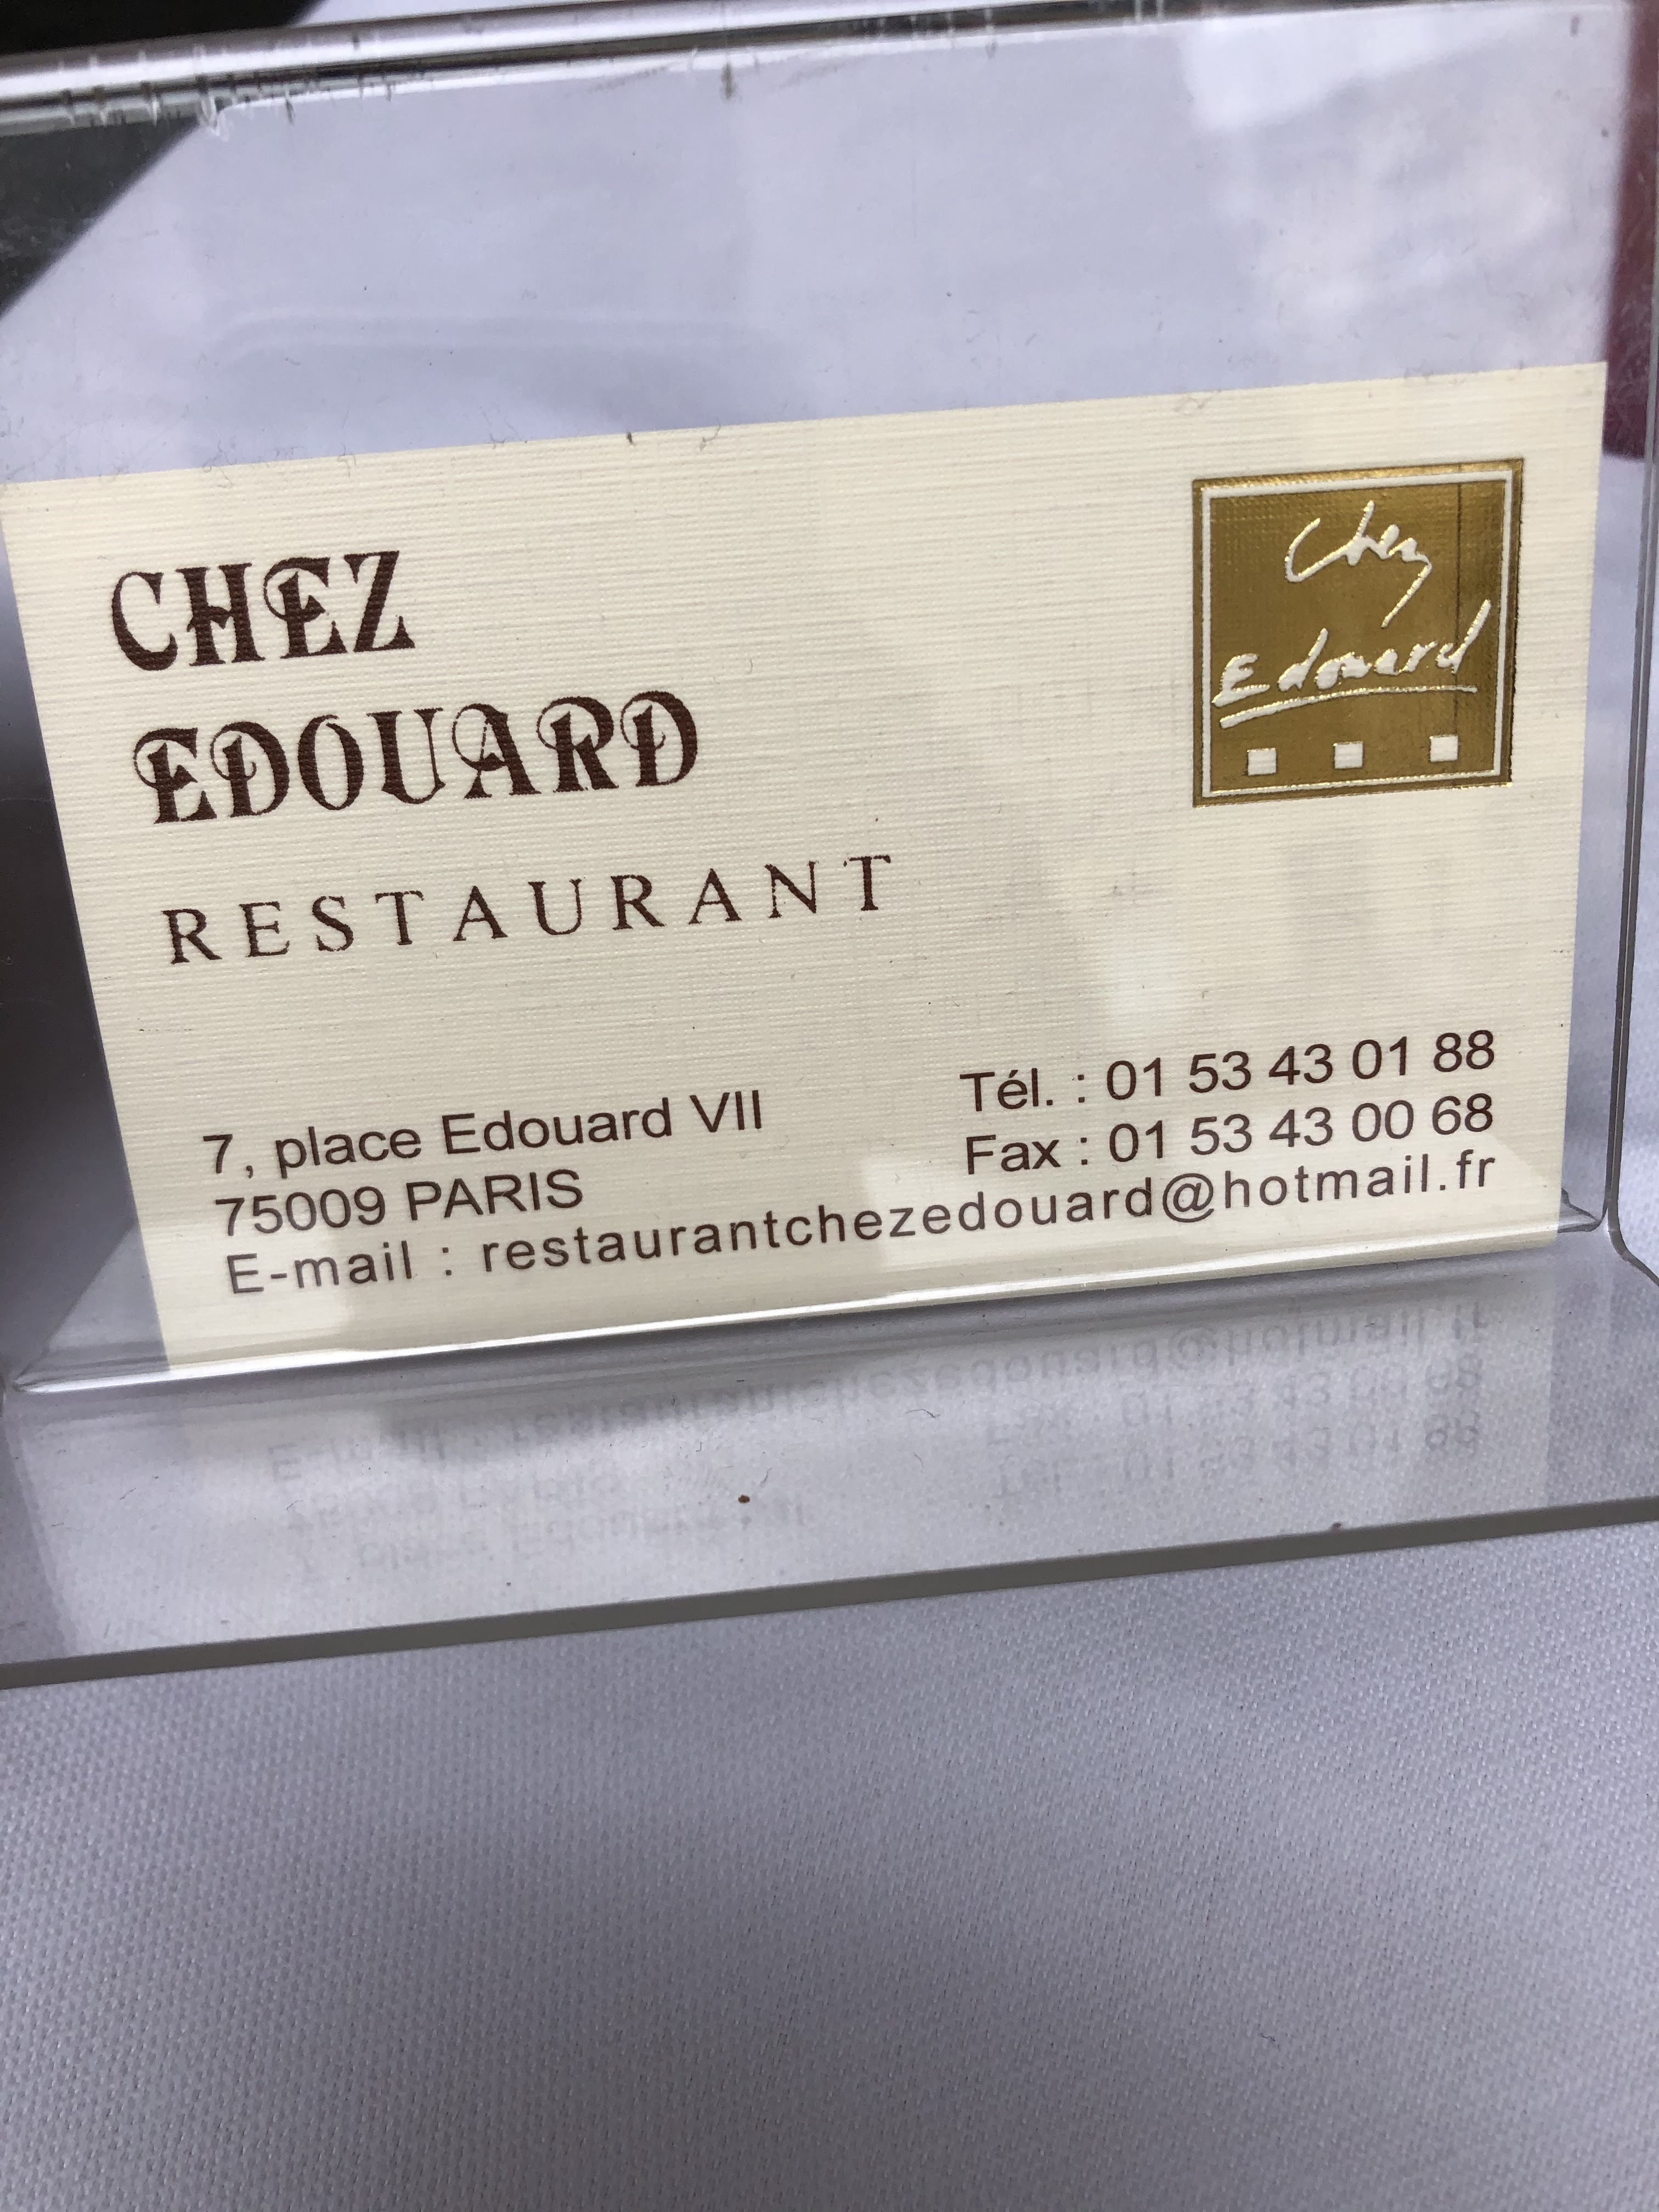 CHEZ
EDOUARD
RESTAURANT
Chez
Edouard
7, place Edouard VII
75009 PARIS
Tél. : 01 53 43 01 88
Fax : 01 53 43 00 68
E-mail : restaurantchezedouard@hotmail.fr